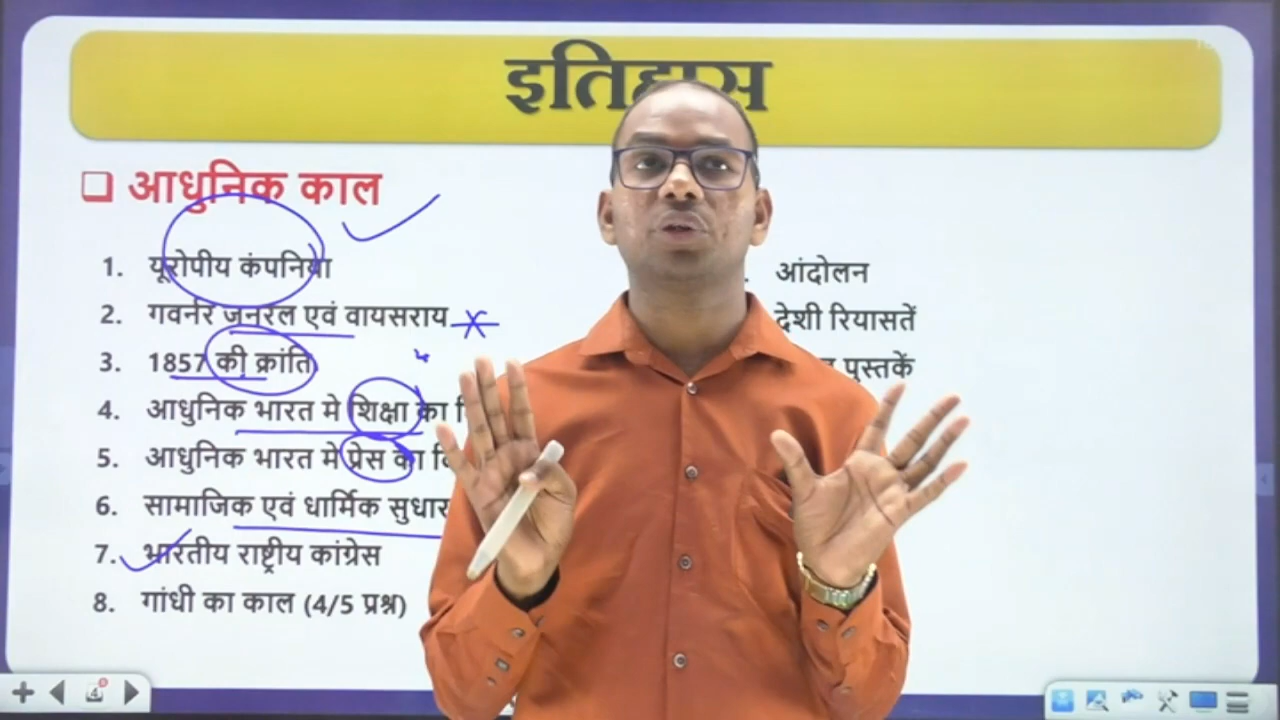 इतिहास
आधुनिक काल
1. यूरोपीय कंपनिया
2. गवर्नर जनरल एवं वायसराय
3. 1857 की क्रांति
4. आधुनिक भारत मे शिक्षा का
5. आधुनिक भारत मे प्रेस का
6. सामाजिक एवं धार्मिक सुधार
7. भारतीय राष्ट्रीय कांग्रेस
8. गांधी का काल (4/5 प्रश्न)
आंदोलन
देशी रियासतें
पुस्तकें